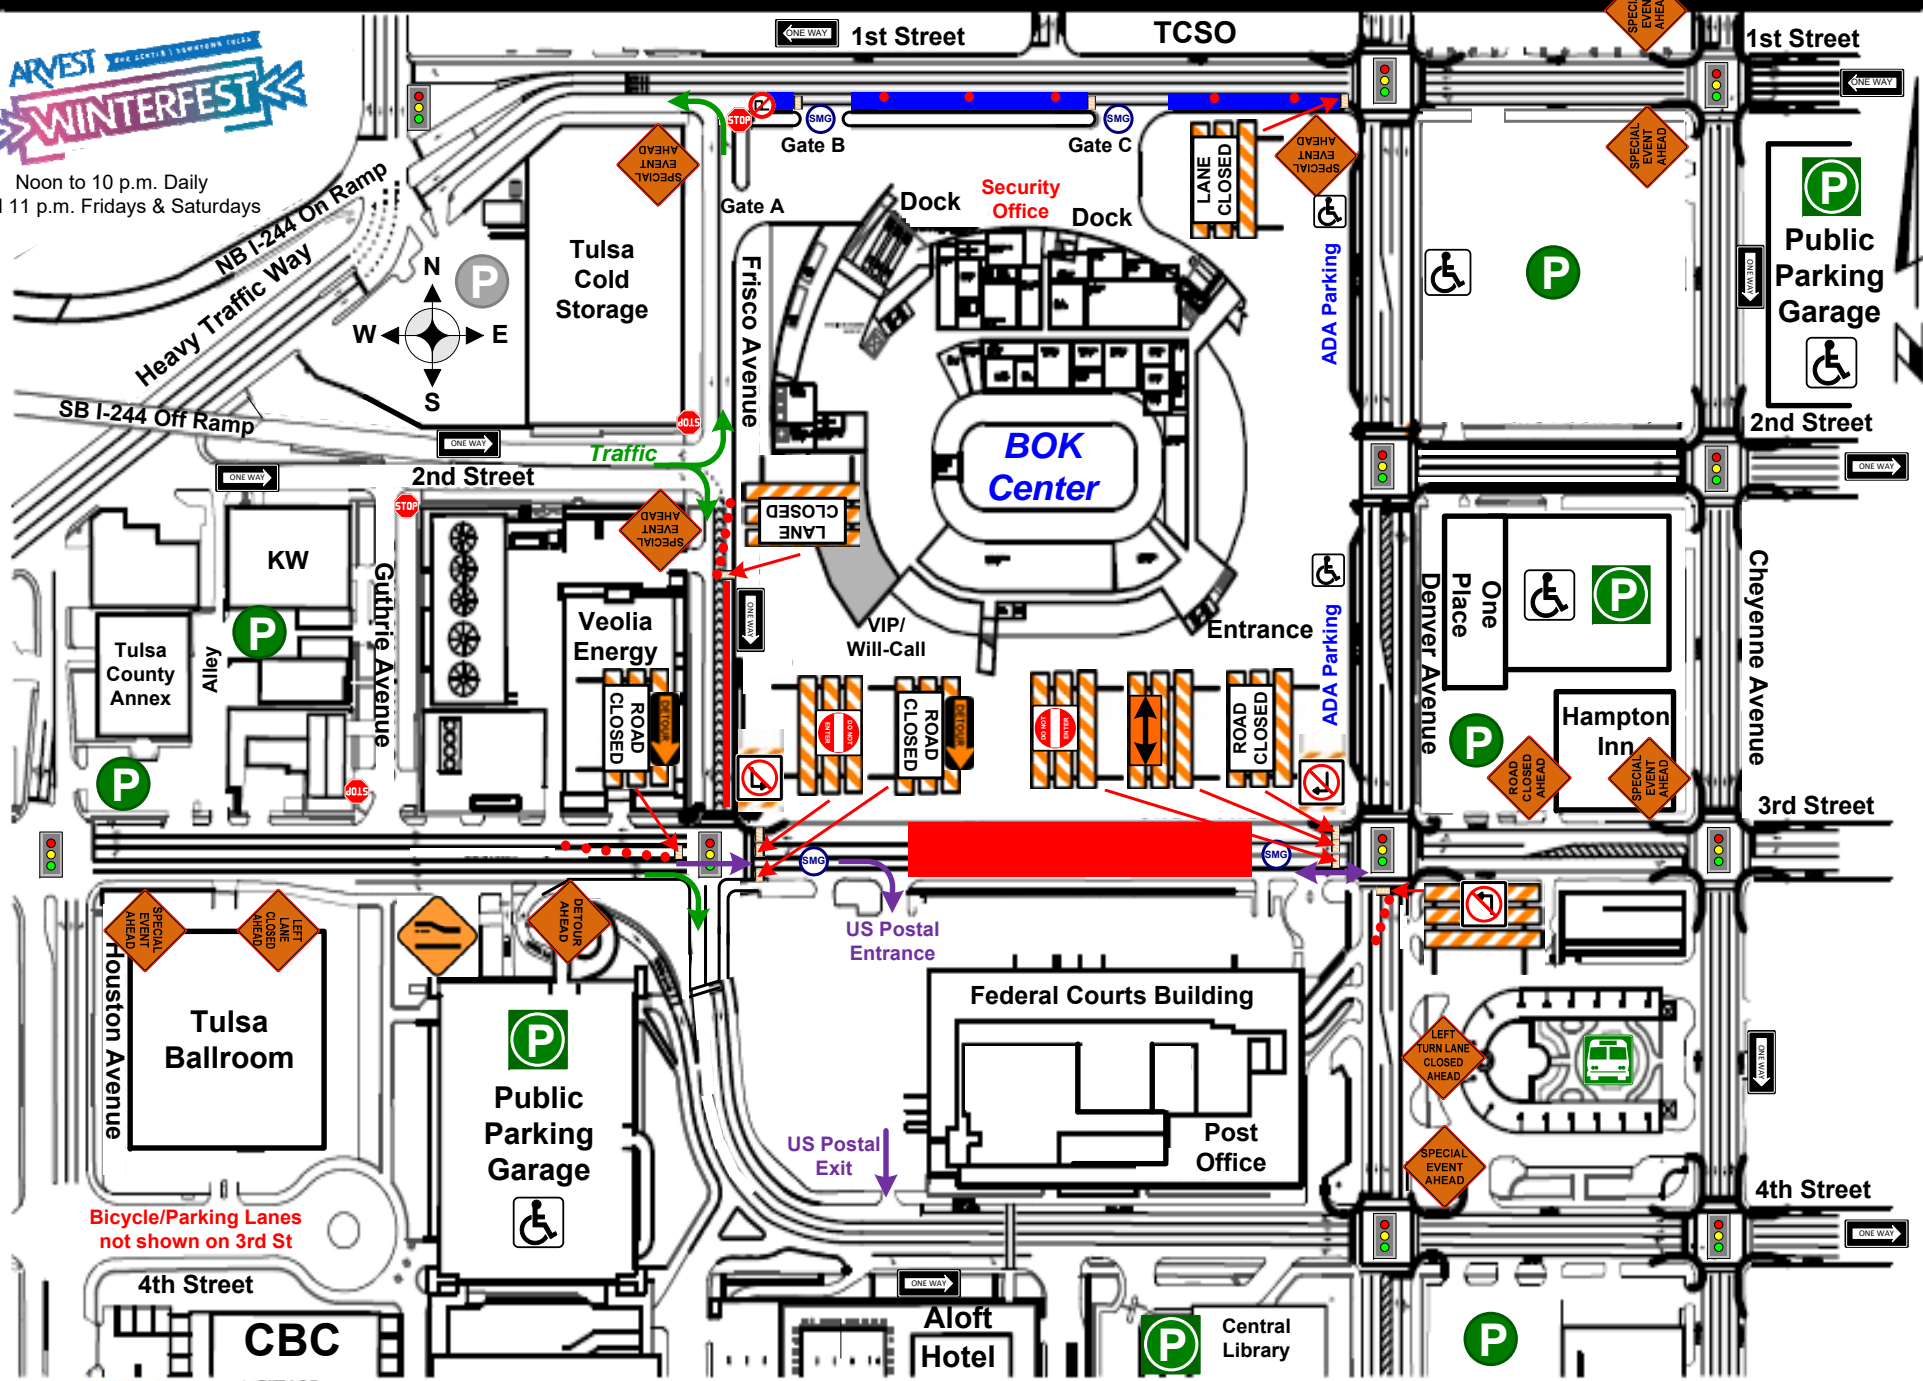 ARVEST
WINTERFEST
Noon to 10 p.m. Daily
11 p.m. Fridays & Saturdays
ONE WAY
1st Street
TCSO
SPECIAL
EVENT
AHEAD
1st Street
ONE WAY
STOP
SMG
Gate B
SMG
Gate C
SPECIAL
EVENT
AHEAD
LANE
CLOSED
SPECIAL
EVENT
AHEAD
SPECIAL
EVENT
AHEAD
P
Public
Parking
Garage
NB I-244 On Ramp
Heavy Traffic Way
Gate A
Dock
Security
Office
Dock
Tulsa
Cold
Storage
P
N
W
E
S
Frisco Avenue
ADA Parking
P
ONE WAY
SB I-244 Off Ramp
ONE WAY
STOP
Traffic
2nd Street
ONE WAY
BOK
Center
2nd Street
ONE WAY
STOP
SPECIAL
EVENT
AHEAD
LANE
CLOSED
KW
Guthrie Avenue
P
Tulsa
County
Annex
Alley
Veolia
Energy
ONE WAY
VIP/
Will-Call
Entrance
ADA Parking
Denver Avenue
One
Place
P
Cheyenne Avenue
ROAD
CLOSED
DETOUR
DO NOT
ENTER
ROAD
CLOSED
DETOUR
DO NOT
ENTER
ROAD
CLOSED
P
Hampton
Inn
ROAD
CLOSED
AHEAD
SPECIAL
EVENT
AHEAD
P
STOP
3rd Street
SMG
SMG
SPECIAL
EVENT
AHEAD
LEFT
LANE
CLOSED
AHEAD
DETOUR
AHEAD
US Postal
Entrance
Houston Avenue
Tulsa
Ballroom
P
Public
Parking
Garage
Federal Courts Building
Post
Office
LEFT
TURN LANE
CLOSED
AHEAD
ONE WAY
US Postal
Exit
SPECIAL
EVENT
AHEAD
4th Street
ONE WAY
Bicycle/Parking Lanes
not shown on 3rd St
4th Street
CBC
ONE WAY
Aloft
Hotel
P
Central
Library
P